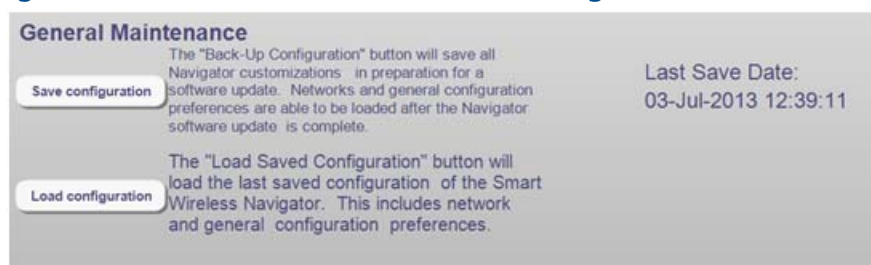 General Maintenance
The "Back-Up Configuration" button will save all
Navigator customizations in preparation for a
software update. Networks and general configuration
preferences are able to be loaded after the Navigator
software update is complete.
Save configuration
Last Save Date:
03-Jul-2013 12:39:11
The "Load Saved Configuration" button will
load the last saved configuration of the Smart
Wireless Navigator. This includes network
and general configuration preferences.
Load configuration